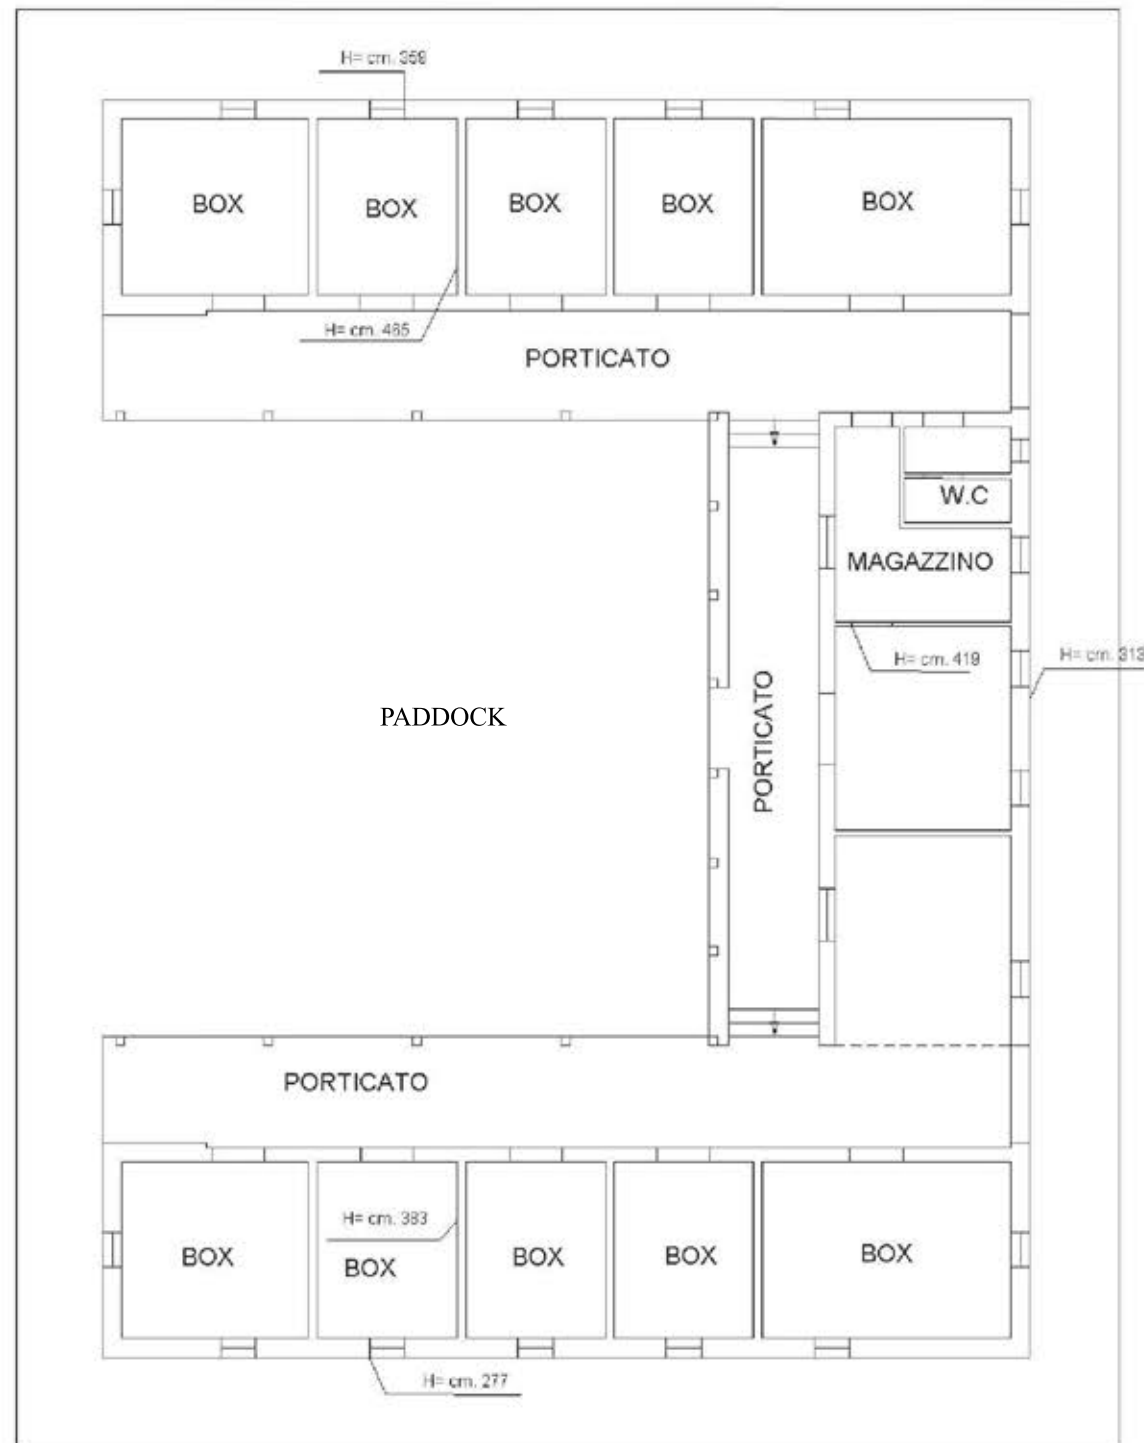 H= cm. 359
BOX
BOX
BOX
BOX
BOX
H= cm. 465
PORTICATO
W.C
MAGAZZINO
H= cm. 419
H= cm. 313
PORTICATO
PADDOCK
PORTICATO
H= cm. 383
BOX
BOX
BOX
BOX
BOX
H= cm. 277